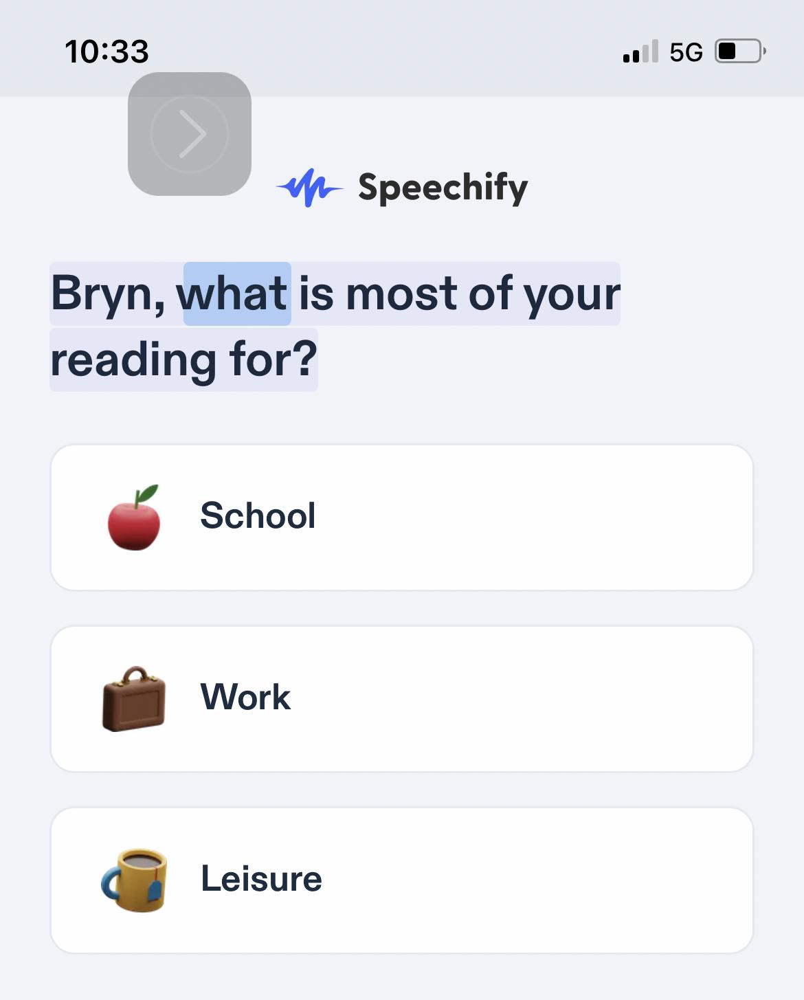 10:33 5G
Speechify
Bryn, what is most of your
reading for?
School
Work
Leisure